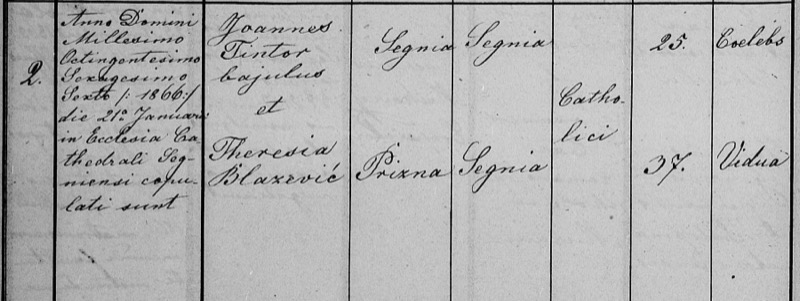 2.
Anno Domini
Millesimo
Octingentesimo
Sexagesimo
Sexto /: 1866 :/
die 21a Januarii
in Ecclesia Ca-
thedrali Seg-
niensi copu-
lati sunt
Joannes
Tintor
bajulus
et
Theresia
Blazević
Segnia
Prizna
Segnia
Segnia
Catho-
lici
25.
37.
Coelebs
Vidua